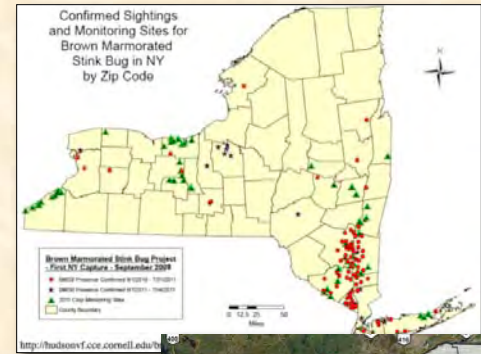 Confirmed Sightings
and Monitoring Sites for
Brown Marmorated
Stink Bug in NY
by Zip Code
N
Brown Marmorated Stink Bug Project
- First NY Capture - September 2008
2011 Crop Monitoring Sites
County Boundary
0 12.5 25 50
Miles
http://hudsonvf.cce.cornell.edu/b